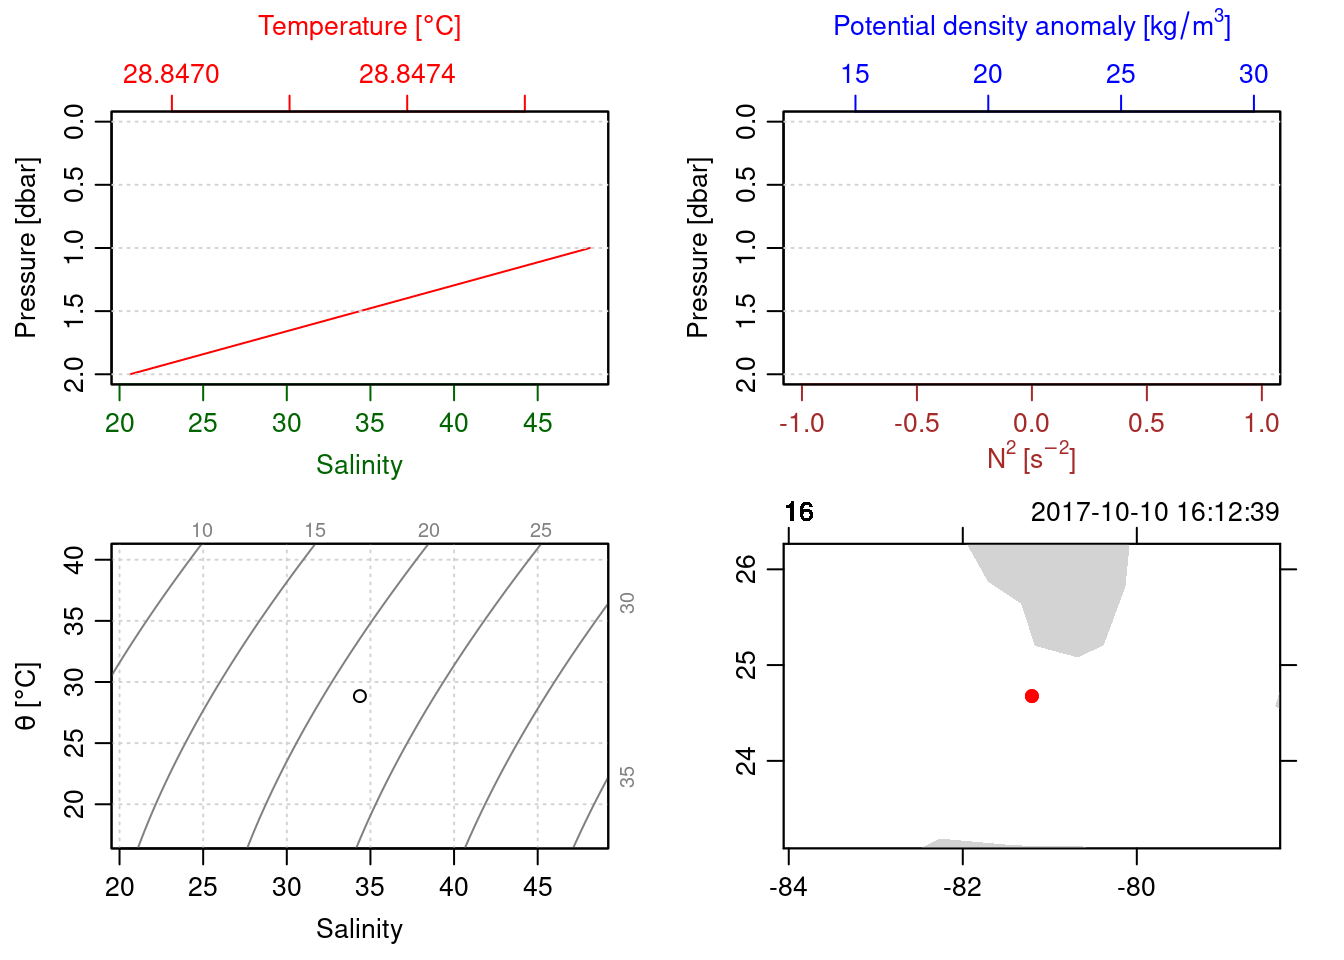 Temperature [°C]
28.8470 28.8474
0.0
0.5
1.0
1.5
2.0
Pressure [dbar]
20 25 30 35 40 45
Salinity
Potential density anomaly [kg/m³]
15 20 25 30
0.0
0.5
1.0
1.5
2.0
Pressure [dbar]
-1.0 -0.5 0.0 0.5 1.0
N² [s⁻²]
10 15 20 25
30
35
40
35
30
25
20
θ [°C]
20 25 30 35 40 45
Salinity
16 2017-10-10 16:12:39
26
25
24
-84 -82 -80